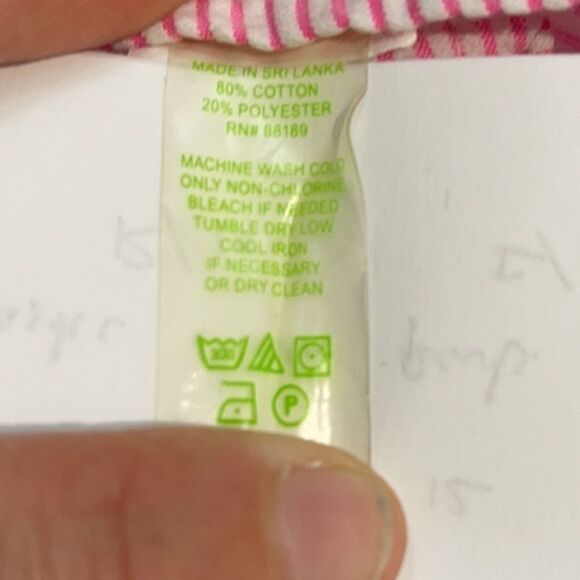 MADE IN SRI LANKA
80% COTTON
20% POLYESTER
RN# 88189
MACHINE WASH COLD
ONLY NON-CHLORINE
BLEACH IF NEEDED
TUMBLE DRY LOW
COOL IRON
IF NECESSARY
OR DRY CLEAN
P
15